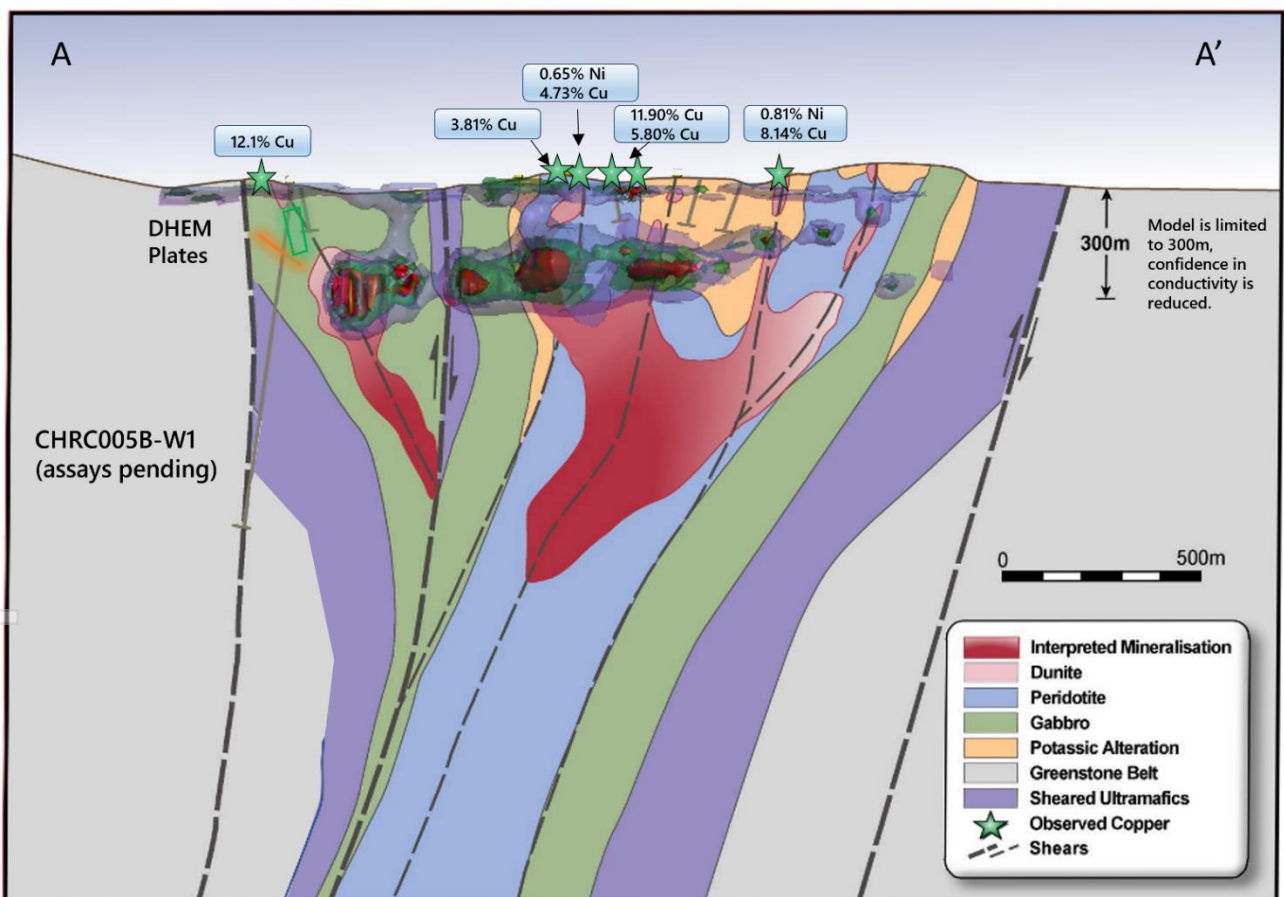 A
A'
0.65% Ni
4.73% Cu
3.81% Cu
11.90% Cu
5.80% Cu
0.81% Ni
8.14% Cu
12.1% Cu
DHEM
Plates
300m
Model is limited
to 300m,
confidence in
conductivity is
reduced.
CHRC005B-W1
(assays pending)
0
500m
Interpreted Mineralisation
Dunite
Peridotite
Gabbro
Potassic Alteration
Greenstone Belt
Sheared Ultramafics
Observed Copper
Shears